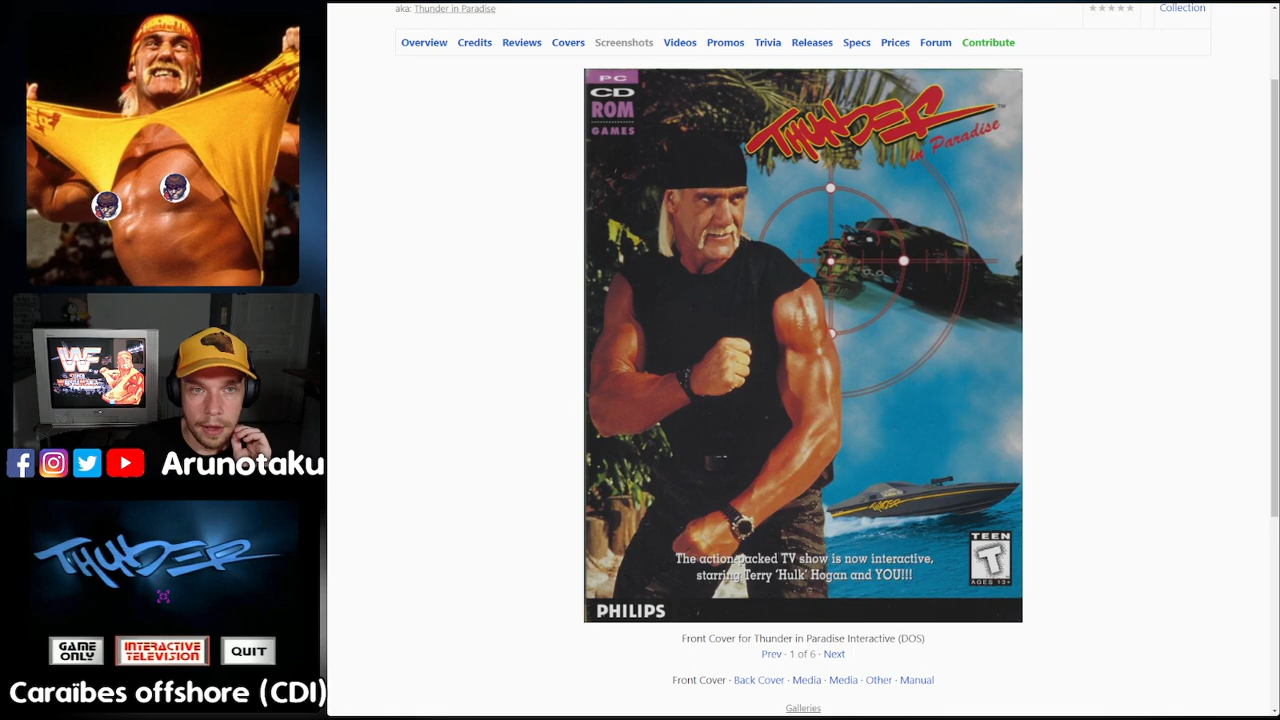 aka: Thunder in Paradise
Collection
Overview Credits Reviews Covers Screenshots Videos Promos Trivia Releases Specs Prices Forum Contribute
PC
CD
ROM
GAMES
THUNDER™
in Paradise
THUNDER
The action-packed TV show is now interactive,
starring Terry 'Hulk' Hogan and YOU!!!
TEEN
T
AGES 13+
PHILIPS
Front Cover for Thunder in Paradise Interactive (DOS)
Prev · 1 of 6 · Next
Front Cover · Back Cover · Media · Media · Other · Manual
Galleries
WF
Arunotaku
THUNDER
GAME
ONLY
INTERACTIVE
TELEVISION
QUIT
Caraïbes offshore (CDI)